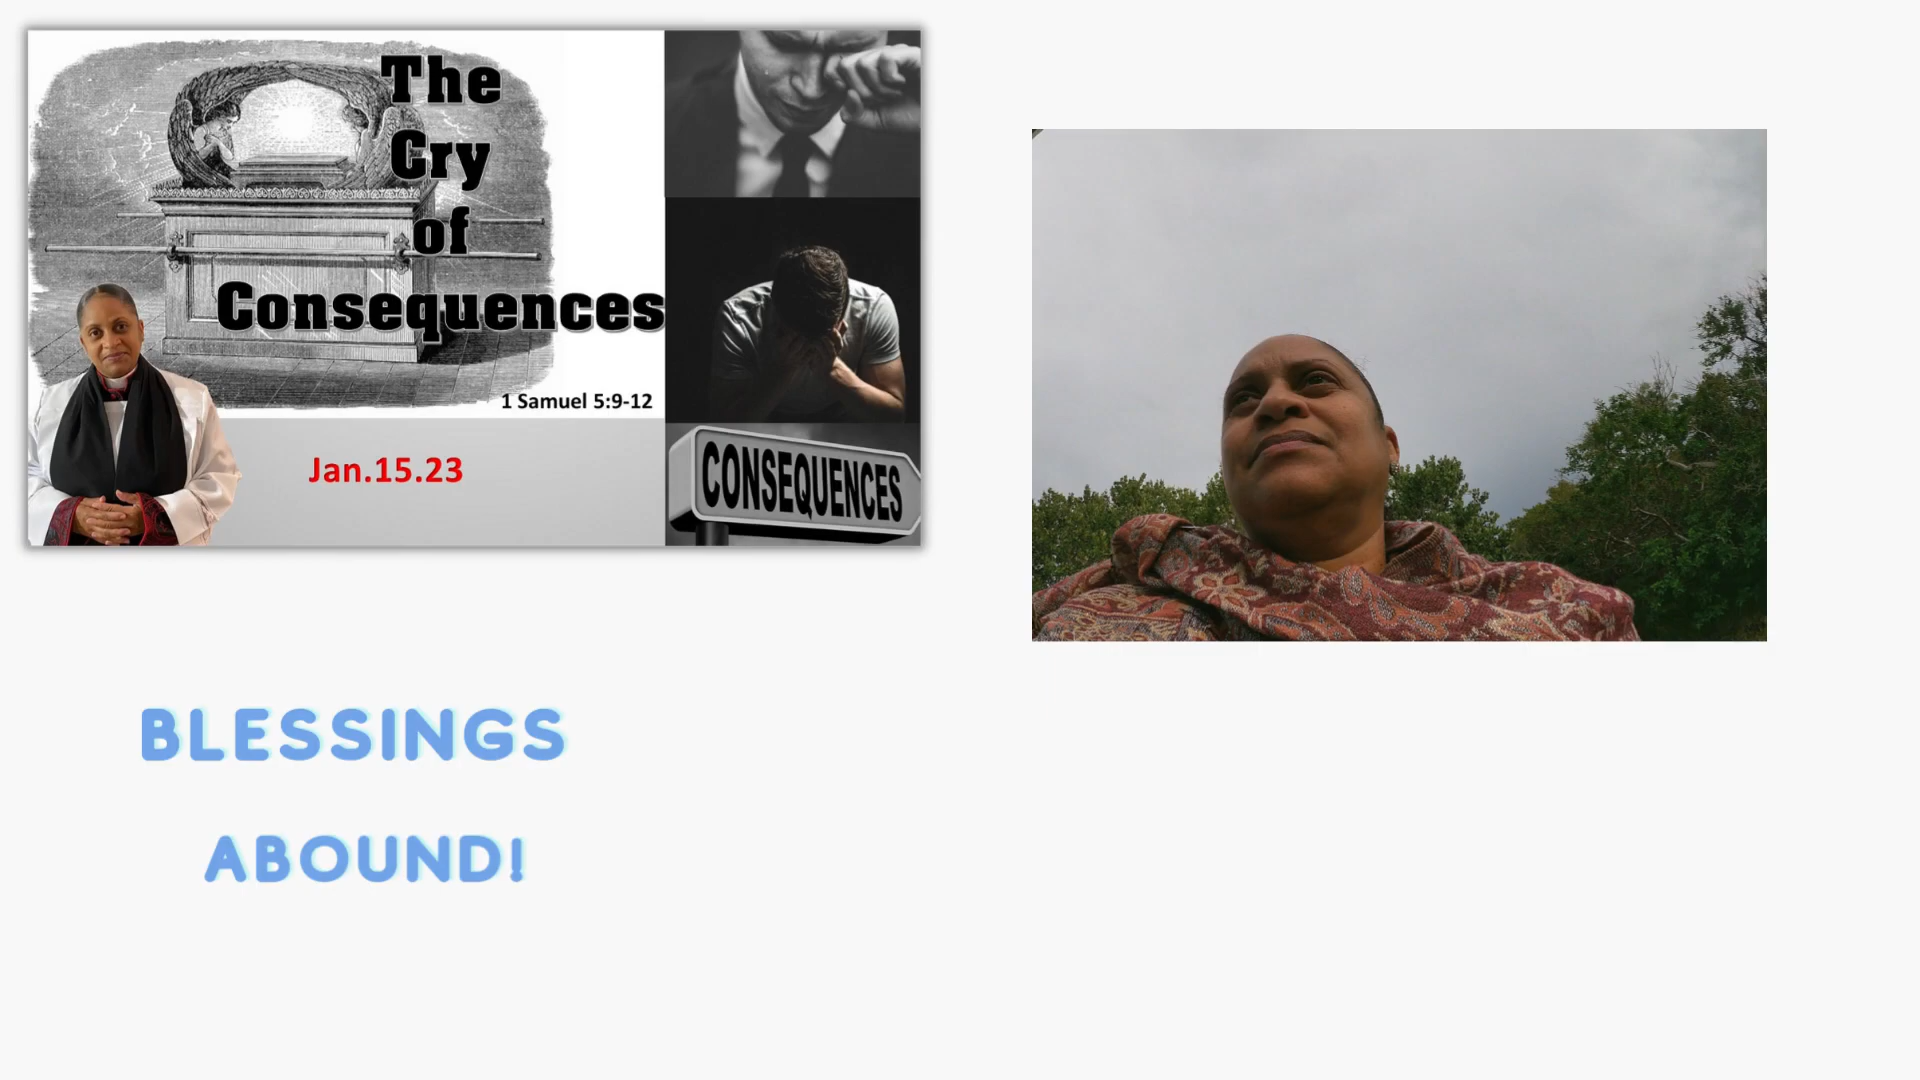 The
Cry
of
Consequences
1 Samuel 5:9-12
Jan.15.23
CONSEQUENCES
BLESSINGS
ABOUND!